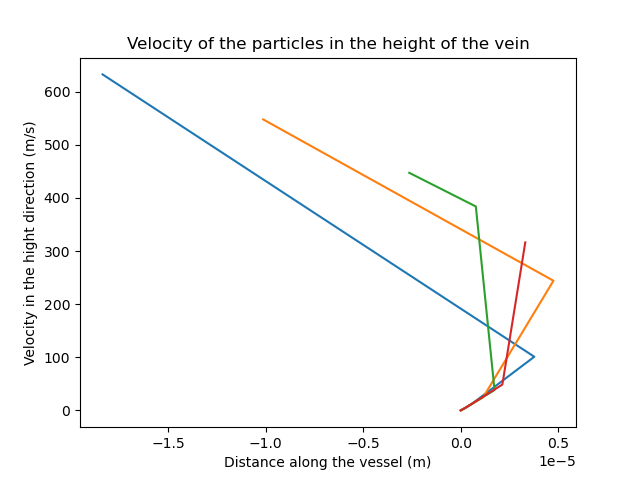 Velocity of the particles in the height of the vein
600
500
400
300
200
100
0
Velocity in the hight direction (m/s)
−1.5 −1.0 −0.5 0.0 0.5
1e−5
Distance along the vessel (m)